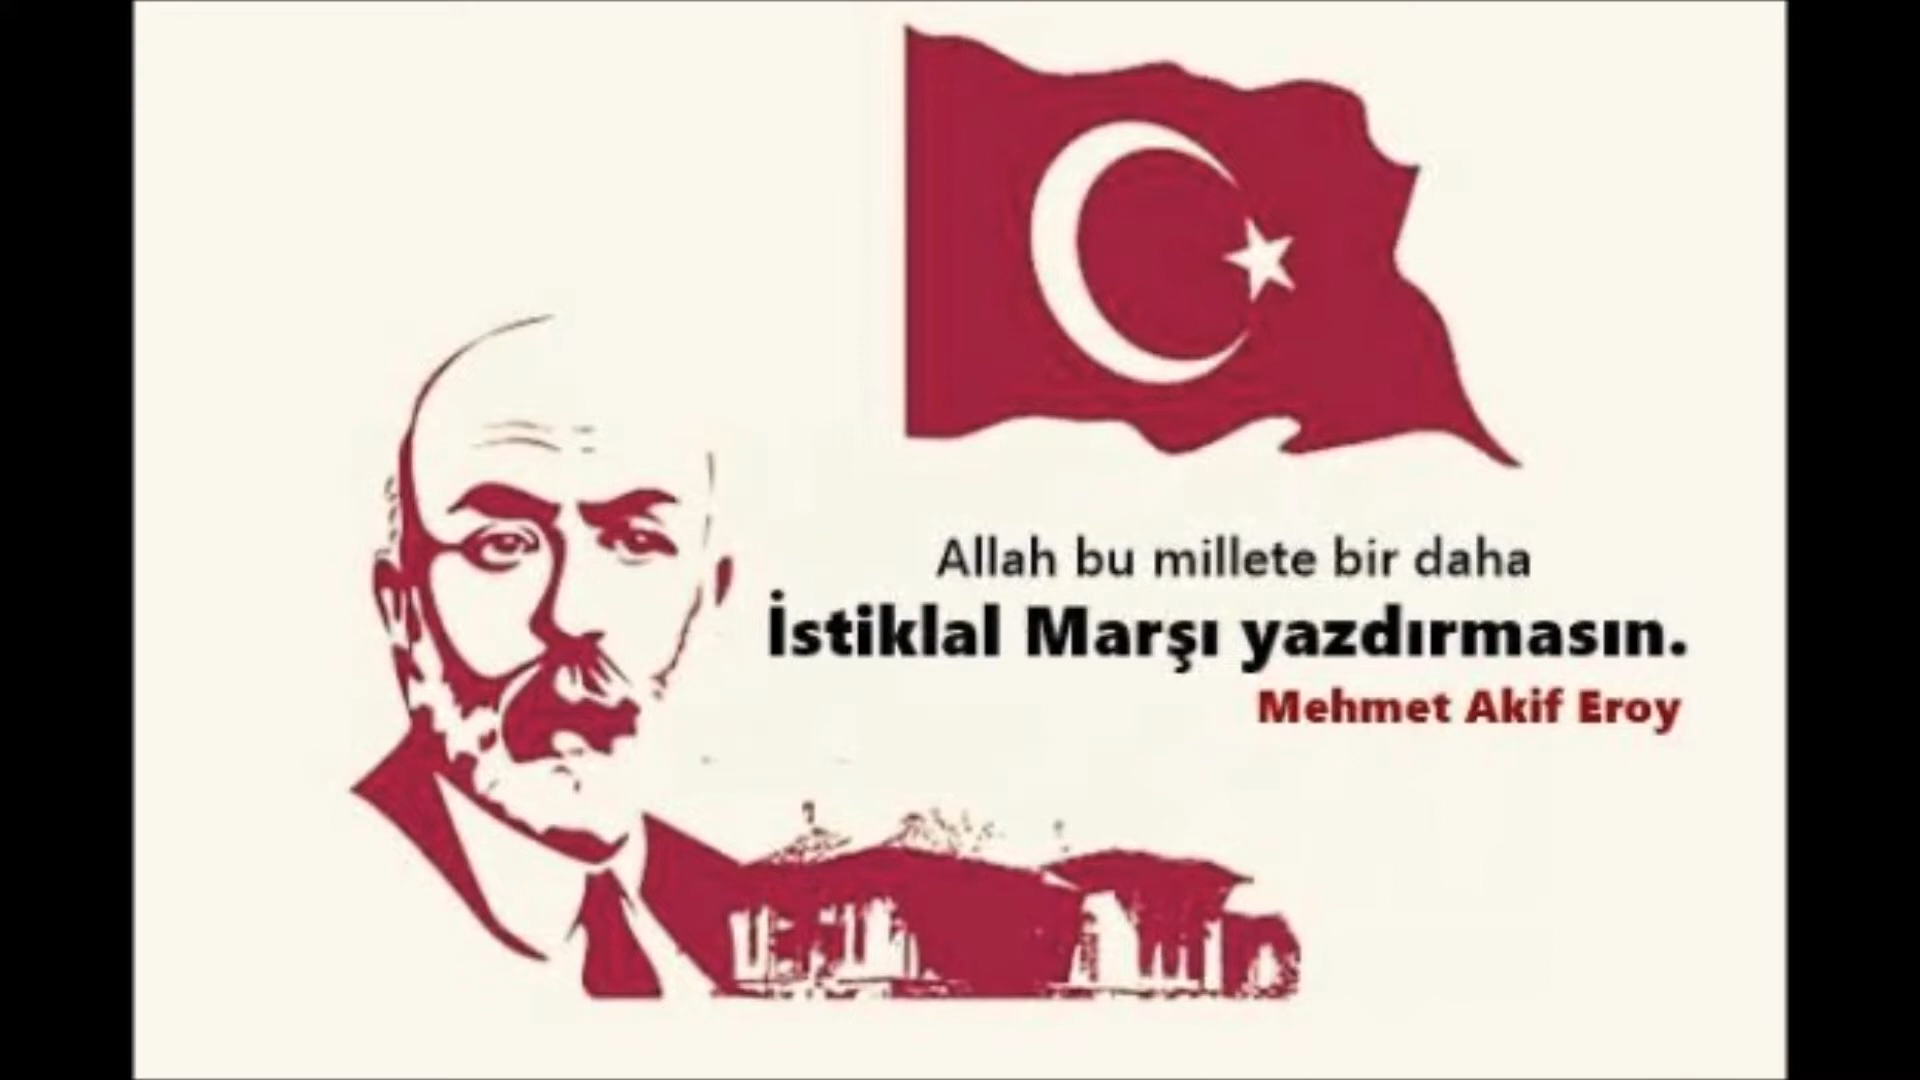 Allah bu millete bir daha
İstiklal Marşı yazdırmasın.
Mehmet Akif Eroy